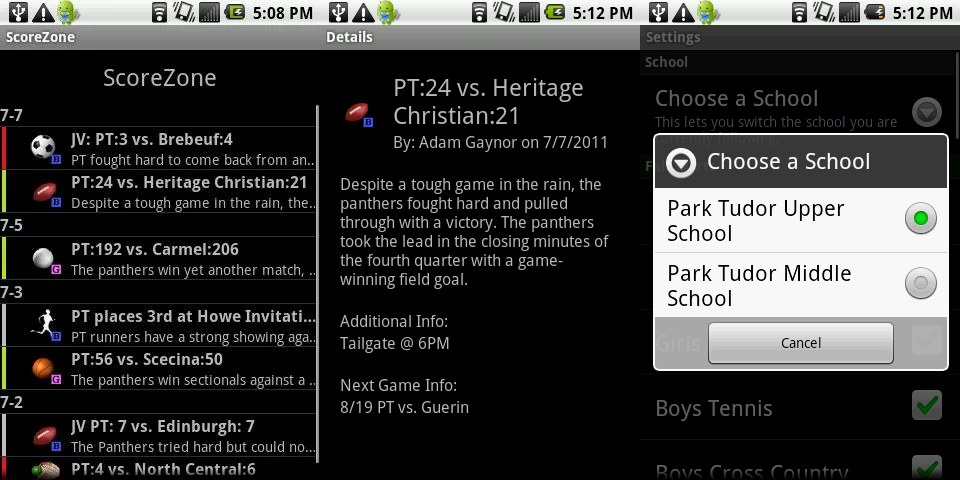 5:08 PM
ScoreZone
ScoreZone
7-7
JV: PT:3 vs. Brebeuf:4
B
PT fought hard to come back from an...
PT:24 vs. Heritage Christian:21
B
Despite a tough game in the rain, the...
7-5
PT:192 vs. Carmel:206
G
The panthers win yet another match, ...
7-3
PT places 3rd at Howe Invitati...
B
PT runners have a strong showing aga...
PT:56 vs. Scecina:50
G
The panthers win sectionals against a ...
7-2
JV PT: 7 vs. Edinburgh: 7
B
The Panthers tried hard but could no...
PT:4 vs. North Central:6
5:12 PM
Details
PT:24 vs. Heritage
Christian:21
B
By: Adam Gaynor on 7/7/2011
Despite a tough game in the rain, the
panthers fought hard and pulled
through with a victory. The panthers
took the lead in the closing minutes of
the fourth quarter with a game-
winning field goal.
Additional Info:
Tailgate @ 6PM
Next Game Info:
8/19 PT vs. Guerin
5:12 PM
Settings
School
Choose a School
This lets you switch the school you are
Choose a School
Park Tudor Upper
School
Park Tudor Middle
School
Girls
Cancel
Boys Tennis
Boys Cross Country